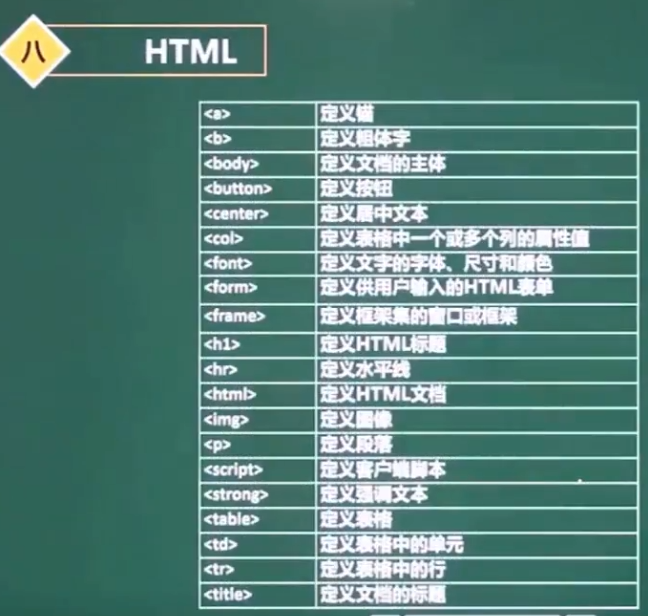 八 HTML
<a> 定义锚
<b> 定义粗体字
<body> 定义文档的主体
<button> 定义按钮
<center> 定义居中文本
<col> 定义表格中一个或多个列的属性值
<font> 定义文字的字体、尺寸和颜色
<form> 定义供用户输入的HTML表单
<frame> 定义框架集的窗口或框架
<h1> 定义HTML标题
<hr> 定义水平线
<html> 定义HTML文档
<img> 定义图像
<p> 定义段落
<script> 定义客户端脚本
<strong> 定义强调文本
<table> 定义表格
<td> 定义表格中的单元
<tr> 定义表格中的行
<title> 定义文档的标题